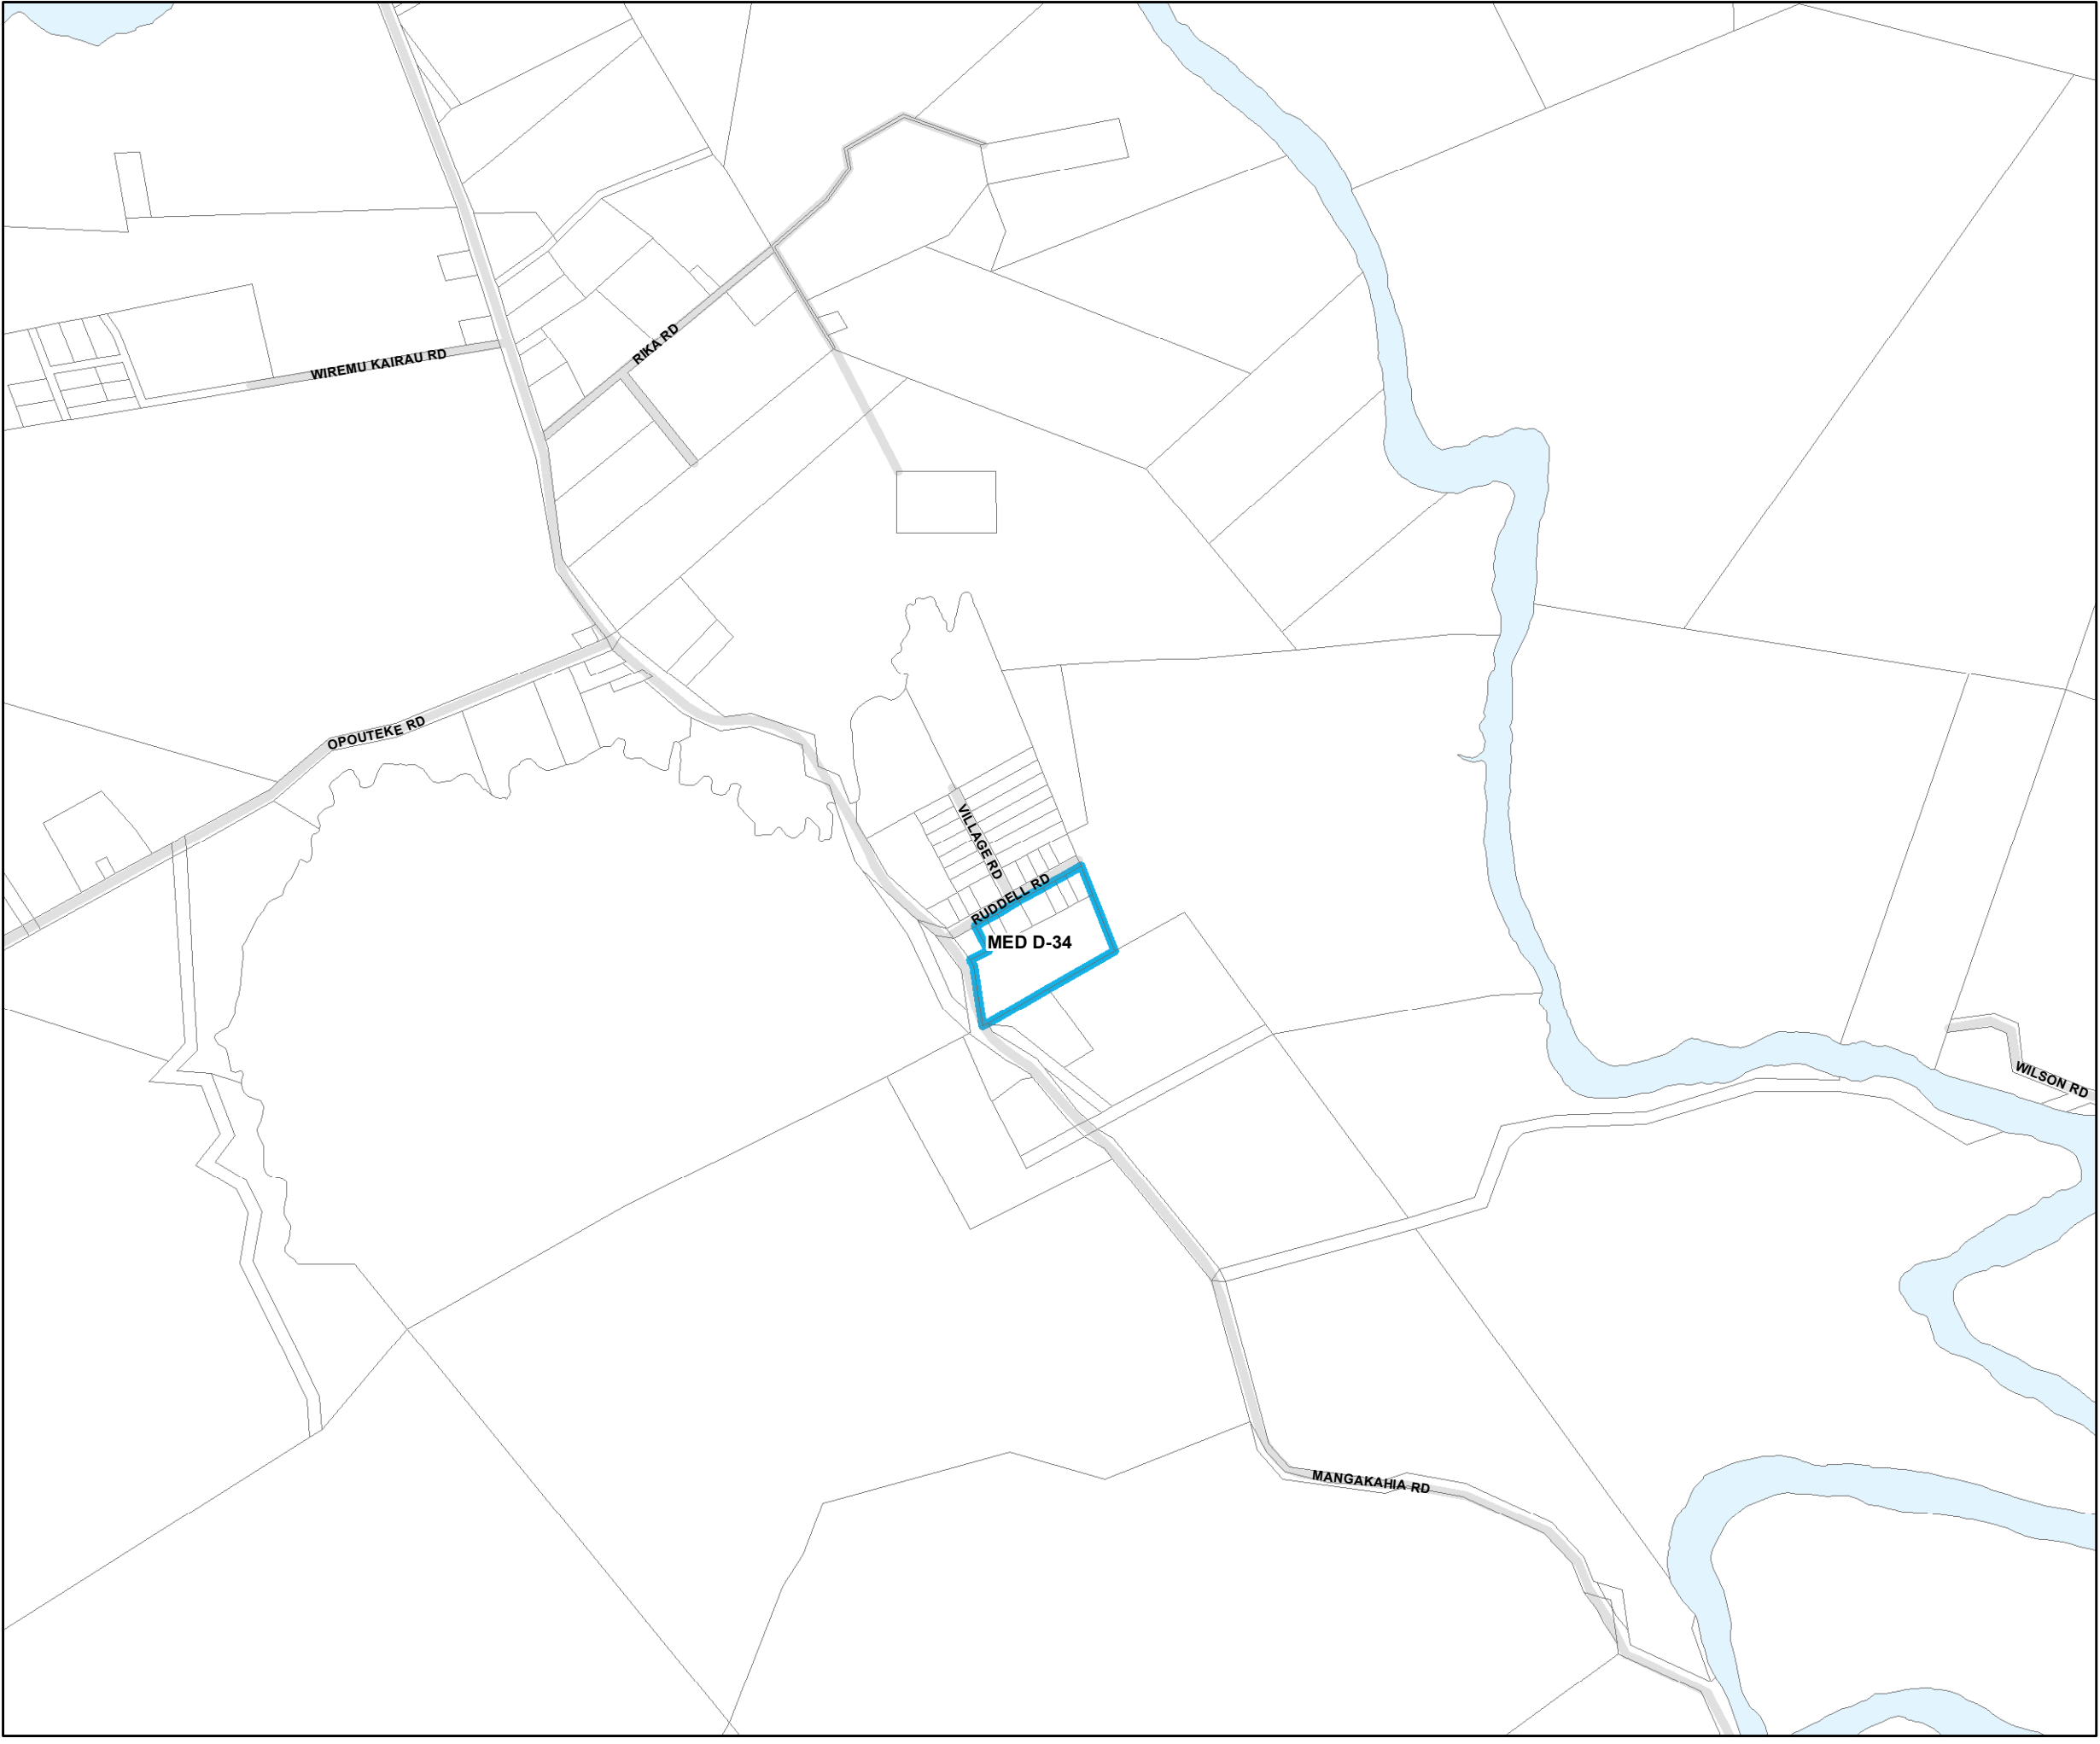 RIKA RD
WIREMU KAIRAU RD
OPOUTEKE RD
VILLAGE RD
RUDDELL RD
MED D-34
WILSON RD
MANGAKAHIA RD